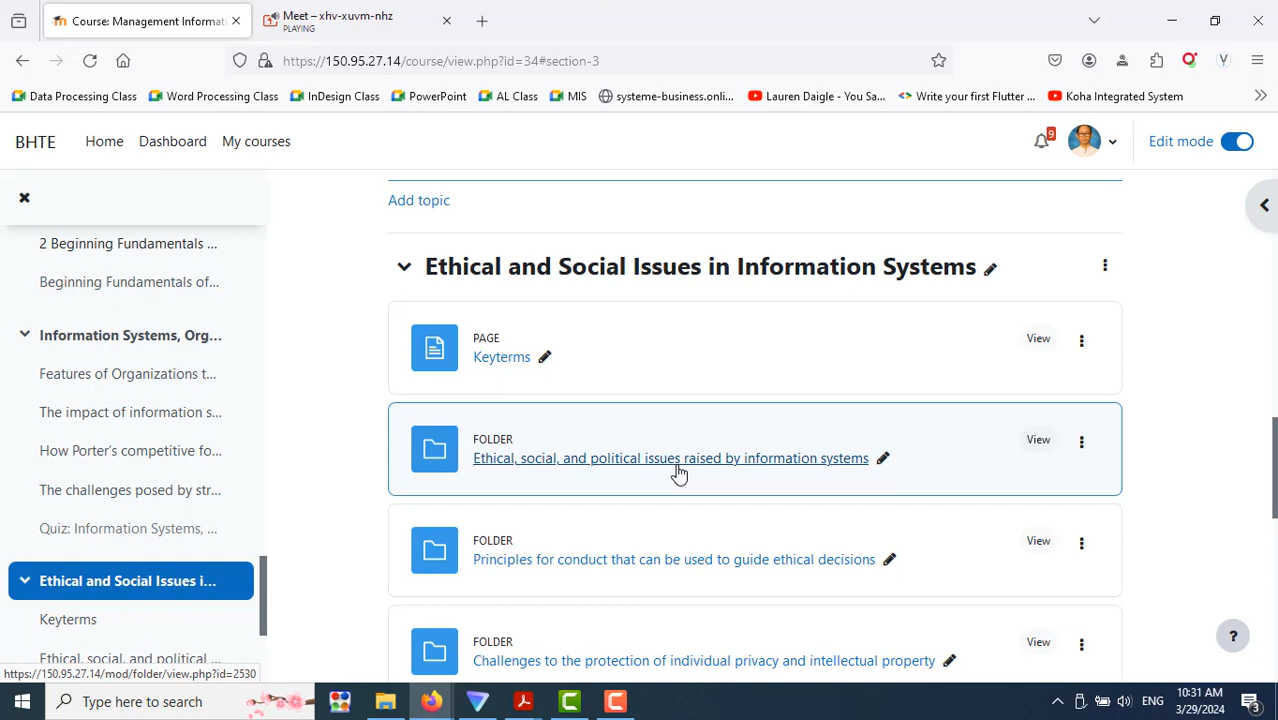 Course: Management Informati
Meet – xhv-xuvm-nhz
PLAYING
https://150.95.27.14/course/view.php?id=34#section-3
Data Processing Class
Word Processing Class
InDesign Class
PowerPoint
AL Class
MIS
systeme-business.onli...
Lauren Daigle - You Sa...
Write your first Flutter ...
Koha Integrated System
BHTE
Home
Dashboard
My courses
9
Edit mode
2 Beginning Fundamentals ...
Beginning Fundamentals of...
Information Systems, Org...
Features of Organizations t...
The impact of information s...
How Porter's competitive fo...
The challenges posed by str...
Quiz: Information Systems, ...
Ethical and Social Issues i...
Keyterms
Ethical, social, and political ...
Add topic
Ethical and Social Issues in Information Systems
PAGE
Keyterms
View
FOLDER
Ethical, social, and political issues raised by information systems
View
FOLDER
Principles for conduct that can be used to guide ethical decisions
View
FOLDER
Challenges to the protection of individual privacy and intellectual property
View
?
https://150.95.27.14/mod/folder/view.php?id=2530
Type here to search
ENG
10:31 AM
3/29/2024
3